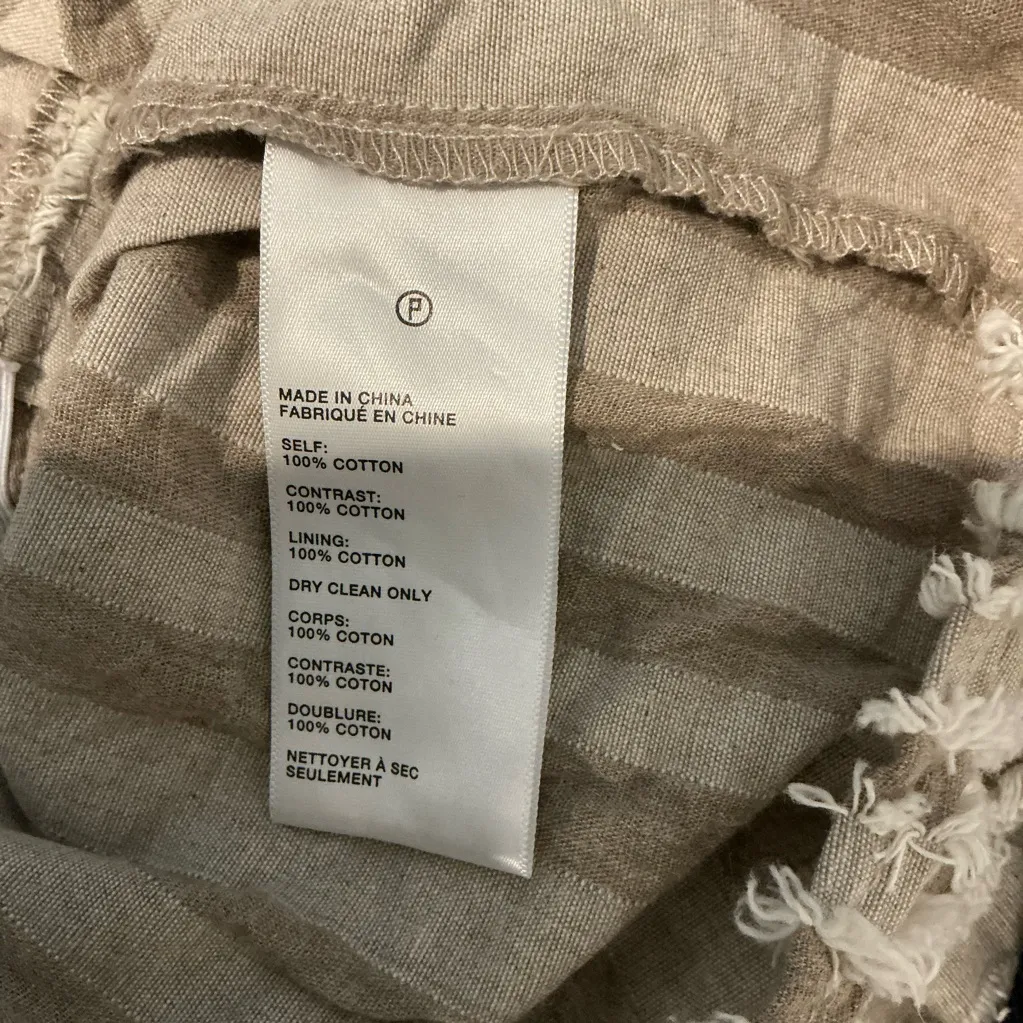 P
MADE IN CHINA
FABRIQUÉ EN CHINE
SELF:
100% COTTON
CONTRAST:
100% COTTON
LINING:
100% COTTON
DRY CLEAN ONLY
CORPS:
100% COTON
CONTRASTE:
100% COTON
DOUBLURE:
100% COTON
NETTOYER À SEC
SEULEMENT